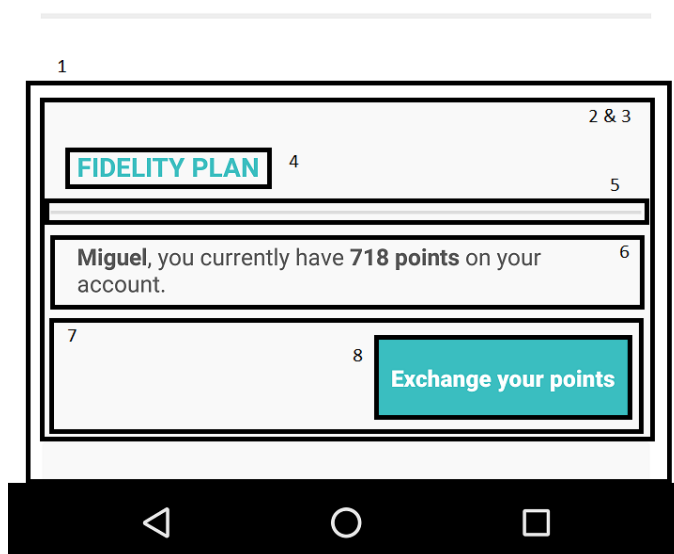 1
2 & 3
FIDELITY PLAN
4
5
Miguel, you currently have 718 points on your
account.
6
7
8
Exchange your points